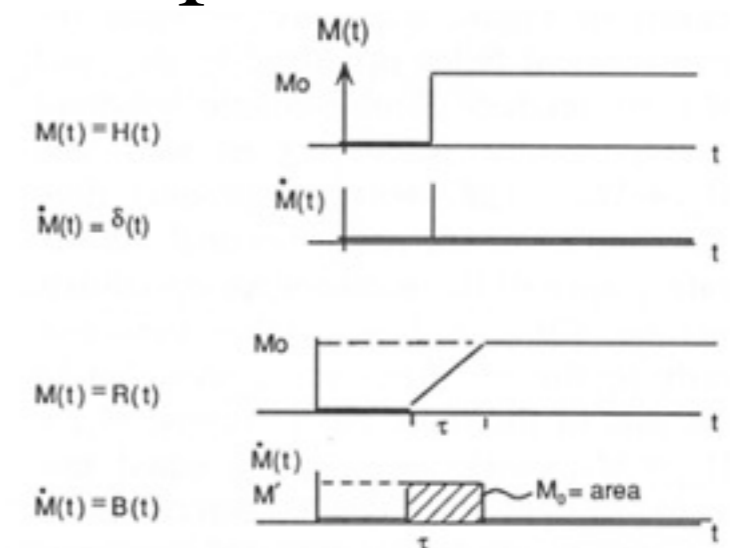 M(t)
Mo
M(t) = H(t)
t
Ṁ(t)
Ṁ(t) = δ(t)
t
Mo
M(t) = R(t)
τ
t
Ṁ(t)
M'
Ṁ(t) = B(t)
M₀ = area
t
τ